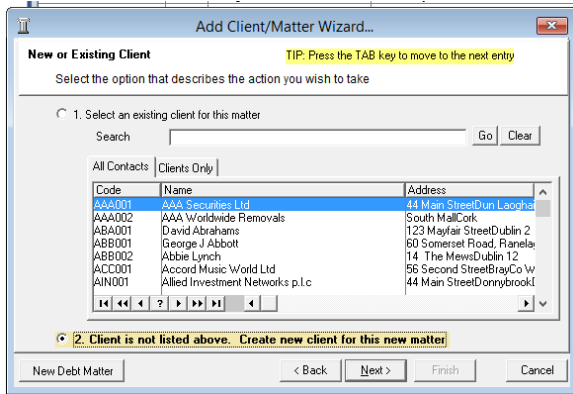 Add Client/Matter Wizard...
New or Existing Client
TIP: Press the TAB key to move to the next entry
Select the option that describes the action you wish to take
1. Select an existing client for this matter
Search Go Clear
All Contacts Clients Only
Code Name Address
AAA001 AAA Securities Ltd 44 Main StreetDun Laoghai
AAA002 AAA Worldwide Removals South MallCork
ABA001 David Abrahams 123 Mayfair StreetDublin 2
ABB001 George J Abbott 60 Somerset Road, Ranela
ABB002 Abbie Lynch 14 The MewsDublin 12
ACC001 Accord Music World Ltd 56 Second StreetBrayCo W
AIN001 Allied Investment Networks p.l.c 44 Main StreetDonnybrook
2. Client is not listed above. Create new client for this new matter
New Debt Matter < Back Next > Finish Cancel